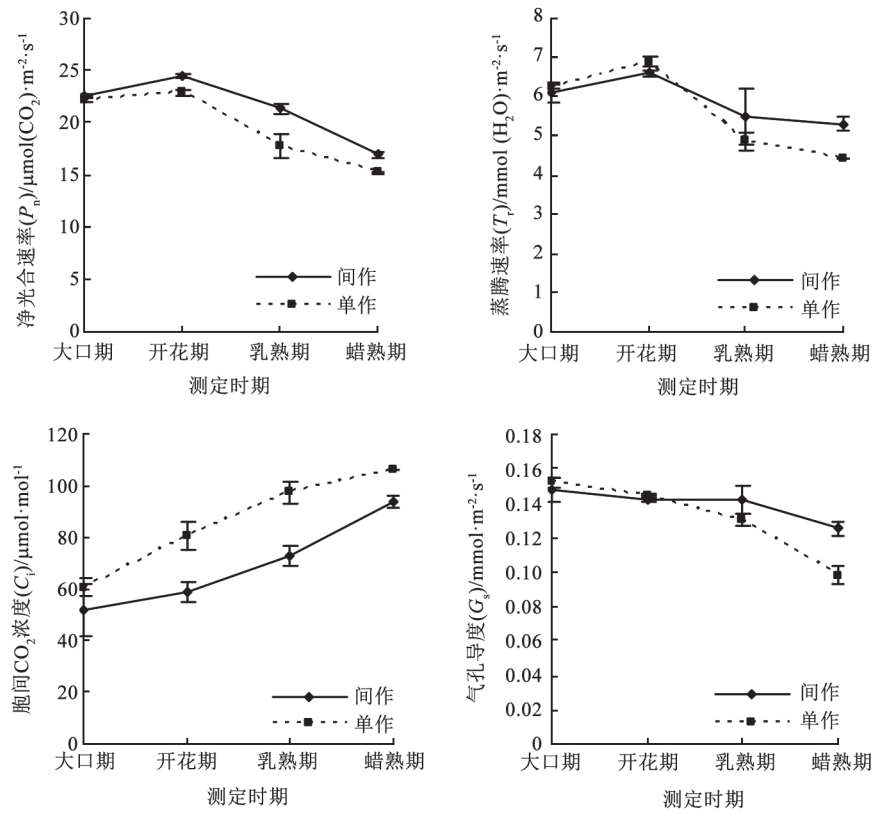 净光合速率(Pn)/μmol(CO2)·m-2·s-1
30
25
20
15
10
5
0
间作
单作
大口期 开花期 乳熟期 蜡熟期
测定时期
蒸腾速率(Tr)/mmol (H2O)·m-2·s-1
8
7
6
5
4
3
2
1
0
间作
单作
大口期 开花期 乳熟期 蜡熟期
测定时期
胞间CO2浓度(Ci)/μmol·mol-1
120
100
80
60
40
20
0
间作
单作
大口期 开花期 乳熟期 蜡熟期
测定时期
气孔导度(Gs)/mmol·m-2·s-1
0.18
0.16
0.14
0.12
0.10
0.08
0.06
0.04
0.02
0
间作
单作
大口期 开花期 乳熟期 蜡熟期
测定时期